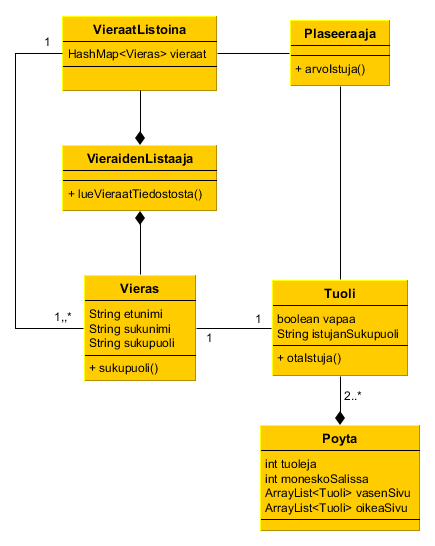 VieraatListoina
HashMap<Vieras> vieraat
Plaseeraaja
+ arvoIstuja()
1
VieraidenListaaja
+ lueVieraatTiedostosta()
Vieras
String etunimi
String sukunimi
String sukupuoli
+ sukupuoli()
1,,*
1
1
Tuoli
boolean vapaa
String istujanSukupuoli
+ otaIstuja()
2..*
Poyta
int tuoleja
int moneskoSalissa
ArrayList<Tuoli> vasenSivu
ArrayList<Tuoli> oikeaSivu